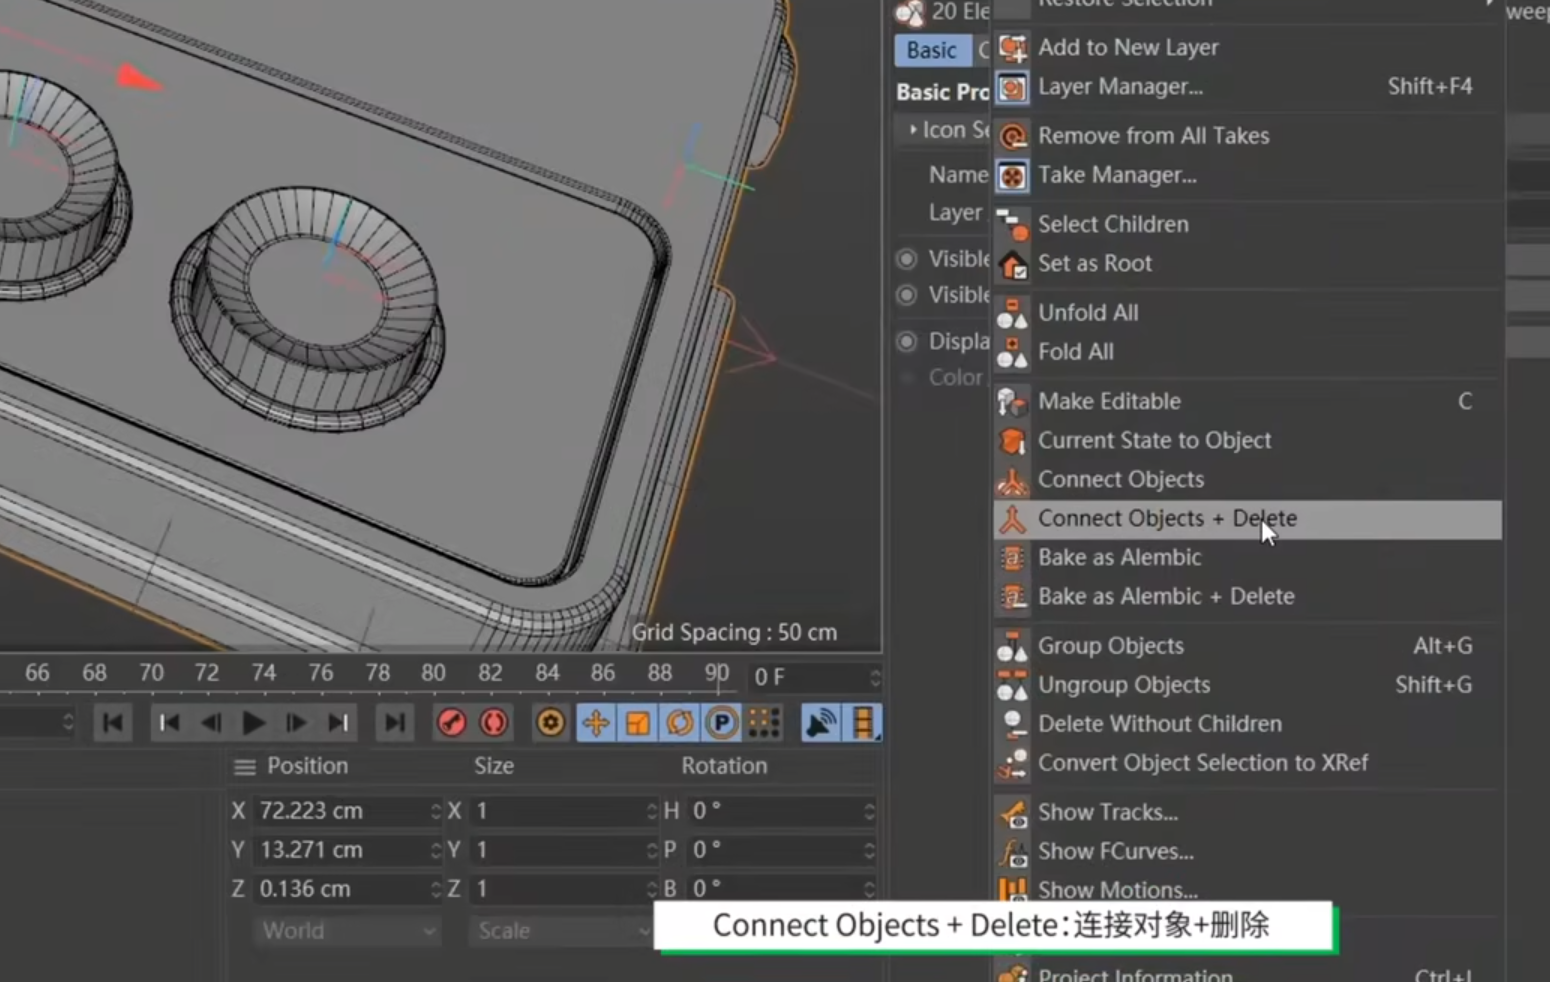 20 Ele
Basic
Basic Pro
Icon Se
Name
Layer
Visible
Visible
Displa
Color
Restore Selection
Add to New Layer
Layer Manager... Shift+F4
Remove from All Takes
Take Manager...
Select Children
Set as Root
Unfold All
Fold All
Make Editable C
Current State to Object
Connect Objects
Connect Objects + Delete
Bake as Alembic
Bake as Alembic + Delete
Group Objects Alt+G
Ungroup Objects Shift+G
Delete Without Children
Convert Object Selection to XRef
Show Tracks...
Show FCurves...
Show Motions...
Project Information Ctrl+I
Grid Spacing : 50 cm
66 68 70 72 74 76 78 80 82 84 86 88 90 0 F
P
Position Size Rotation
X 72.223 cm X 1 H 0 °
Y 13.271 cm Y 1 P 0 °
Z 0.136 cm Z 1 B 0 °
World Scale
Connect Objects + Delete:连接对象+删除